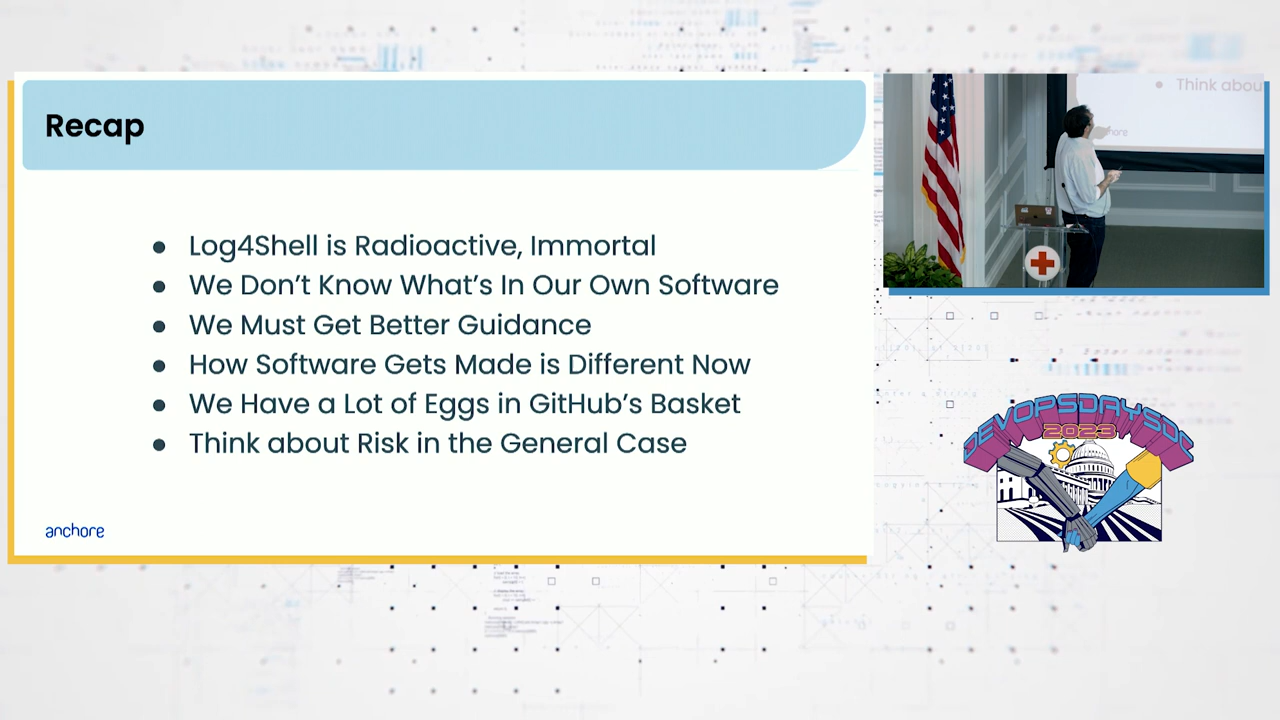 Recap
● Log4Shell is Radioactive, Immortal
● We Don’t Know What’s In Our Own Software
● We Must Get Better Guidance
● How Software Gets Made is Different Now
● We Have a Lot of Eggs in GitHub’s Basket
● Think about Risk in the General Case
anchore
● Think abou
hore
DEVOPSDAYSDC
2023